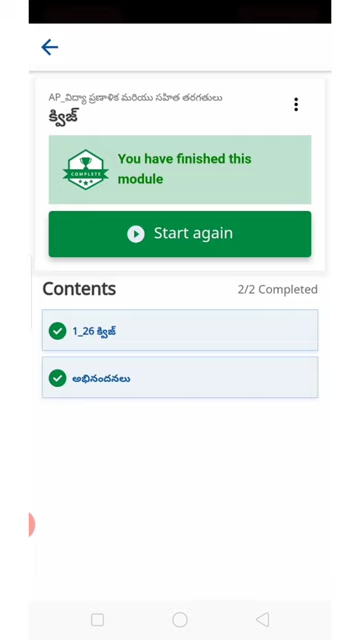 AP_విద్యా ప్రణాళిక మరియు సహిత తరగతులు
క్విజ్
COMPLETE
You have finished this
module
Start again
Contents
2/2 Completed
1_26 క్విజ్
అభినందనలు